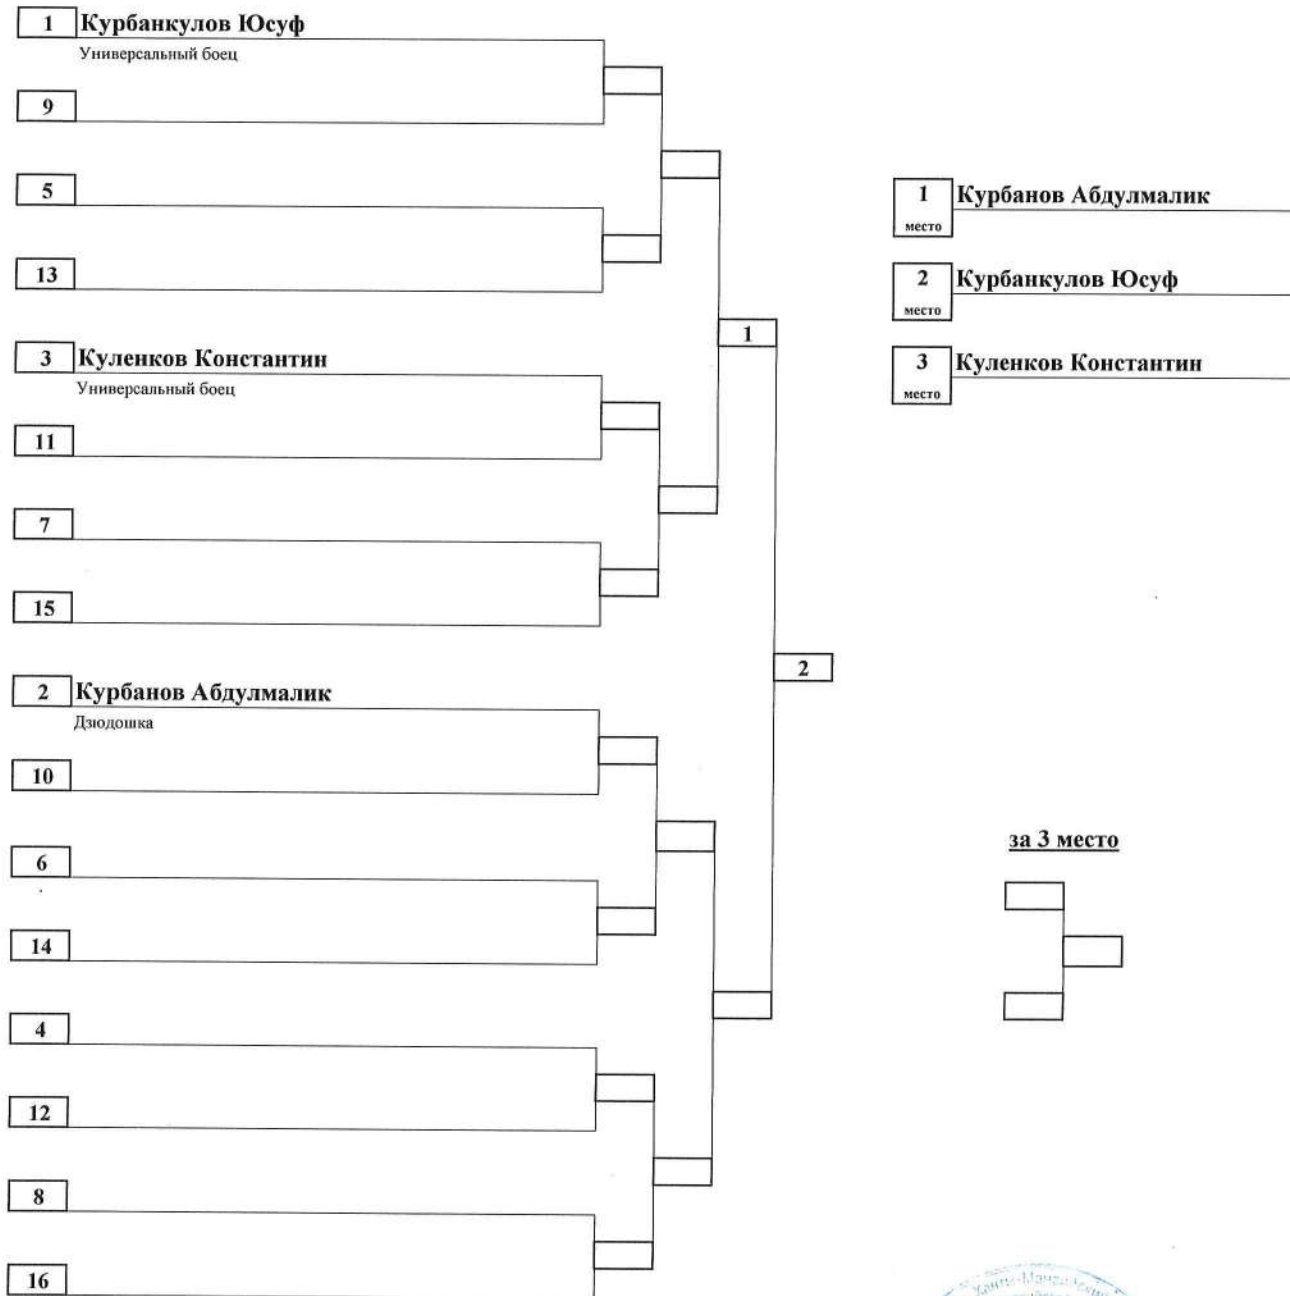 1 Курбанкулов Юсуф
Универсальный боец
9
5
13
3 Куленков Константин
Универсальный боец
11
7
15
2 Курбанов Абдулмалик
Дзюдошка
10
6
14
4
12
8
16
1
2
1 место Курбанов Абдулмалик
2 место Курбанкулов Юсуф
3 место Куленков Константин
за 3 место